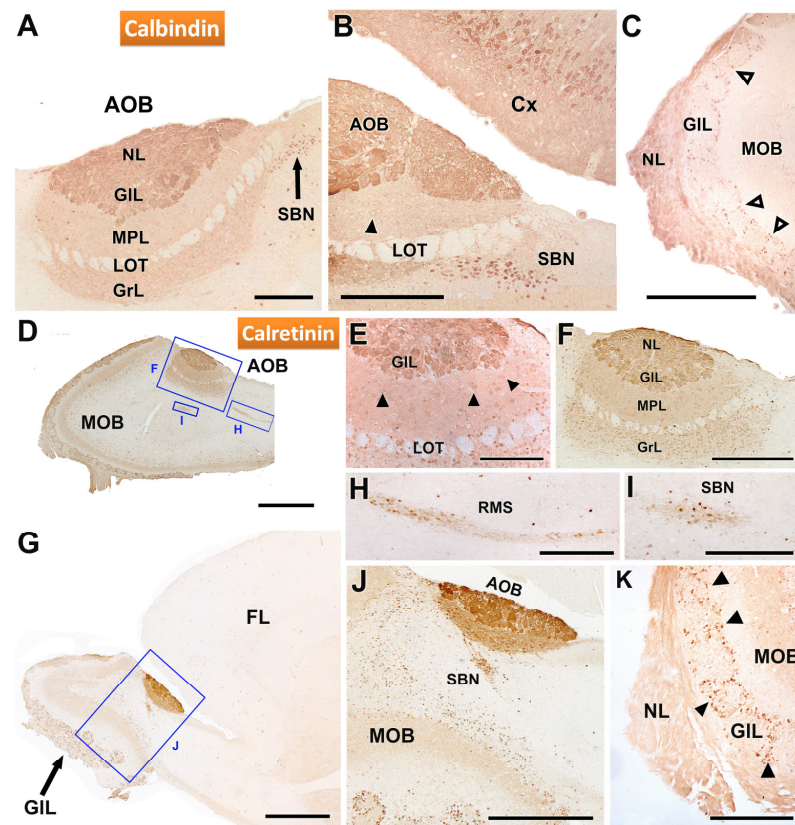 A
Calbindin
AOB
NL
GIL
MPL
LOT
GrL
SBN
B
Cx
AOB
LOT
SBN
C
GIL
MOB
NL
D
Calretinin
F
AOB
MOB
I
H
E
GIL
LOT
F
NL
GIL
MPL
GrL
H
RMS
I
SBN
G
FL
J
GIL
J
AOB
SBN
MOB
K
MOB
NL
GIL